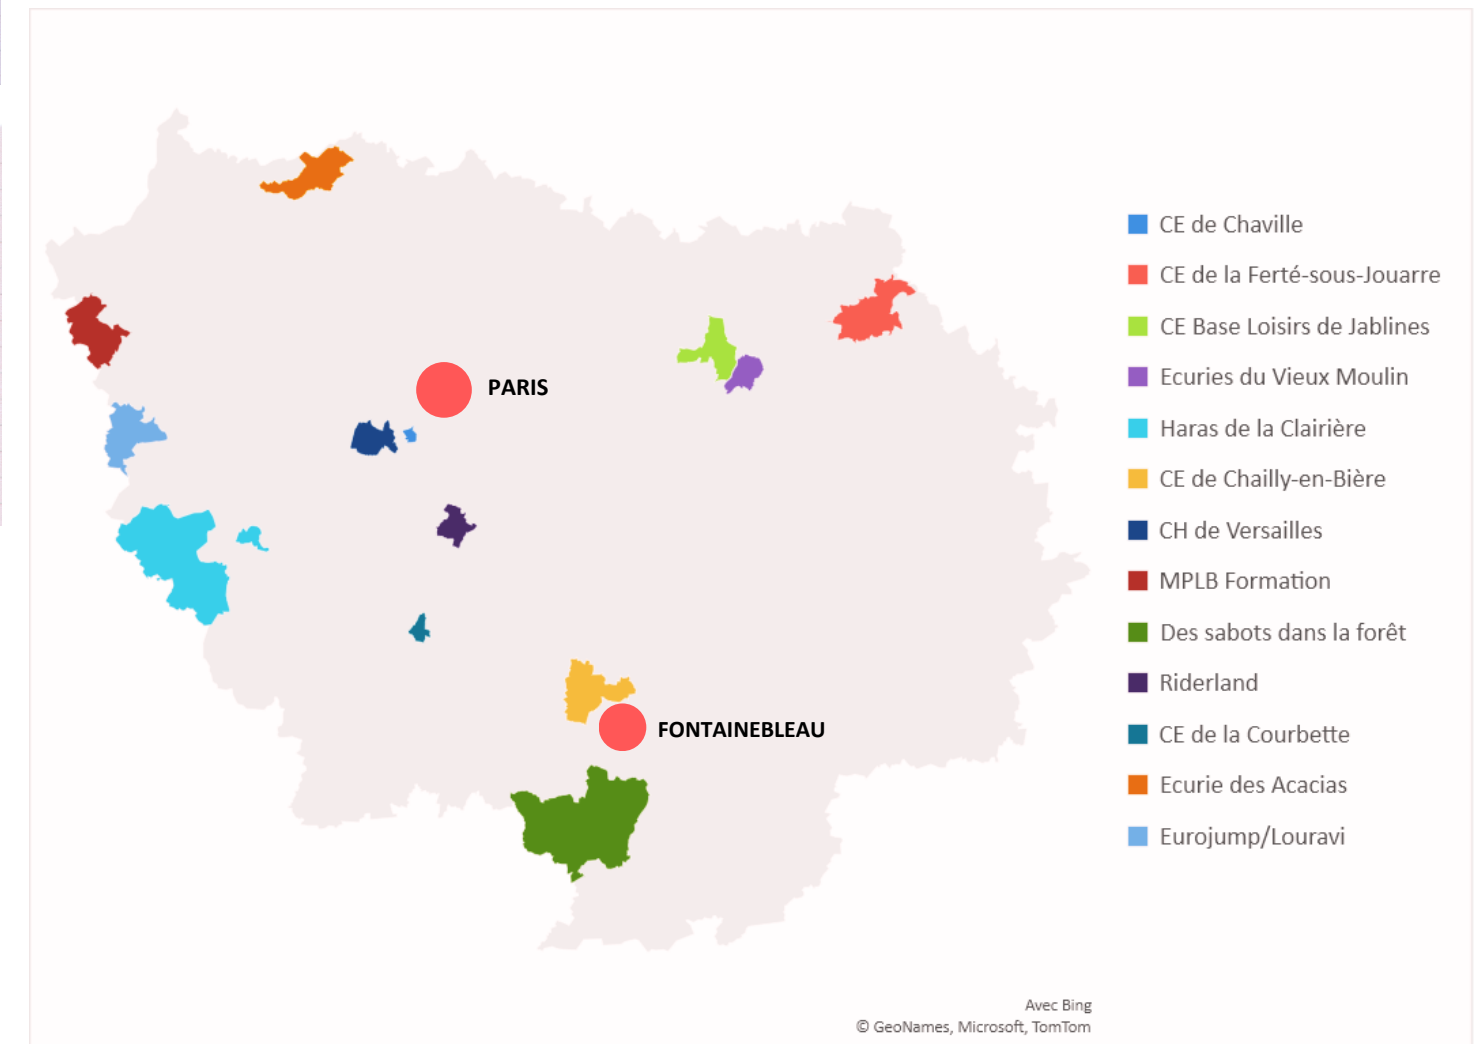 PARIS
FONTAINEBLEAU
CE de Chaville
CE de la Ferté-sous-Jouarre
CE Base Loisirs de Jablines
Ecuries du Vieux Moulin
Haras de la Clairière
CE de Chailly-en-Bière
CH de Versailles
MPLB Formation
Des sabots dans la forêt
Riderland
CE de la Courbette
Ecurie des Acacias
Eurojump/Louravi
Avec Bing
© GeoNames, Microsoft, TomTom